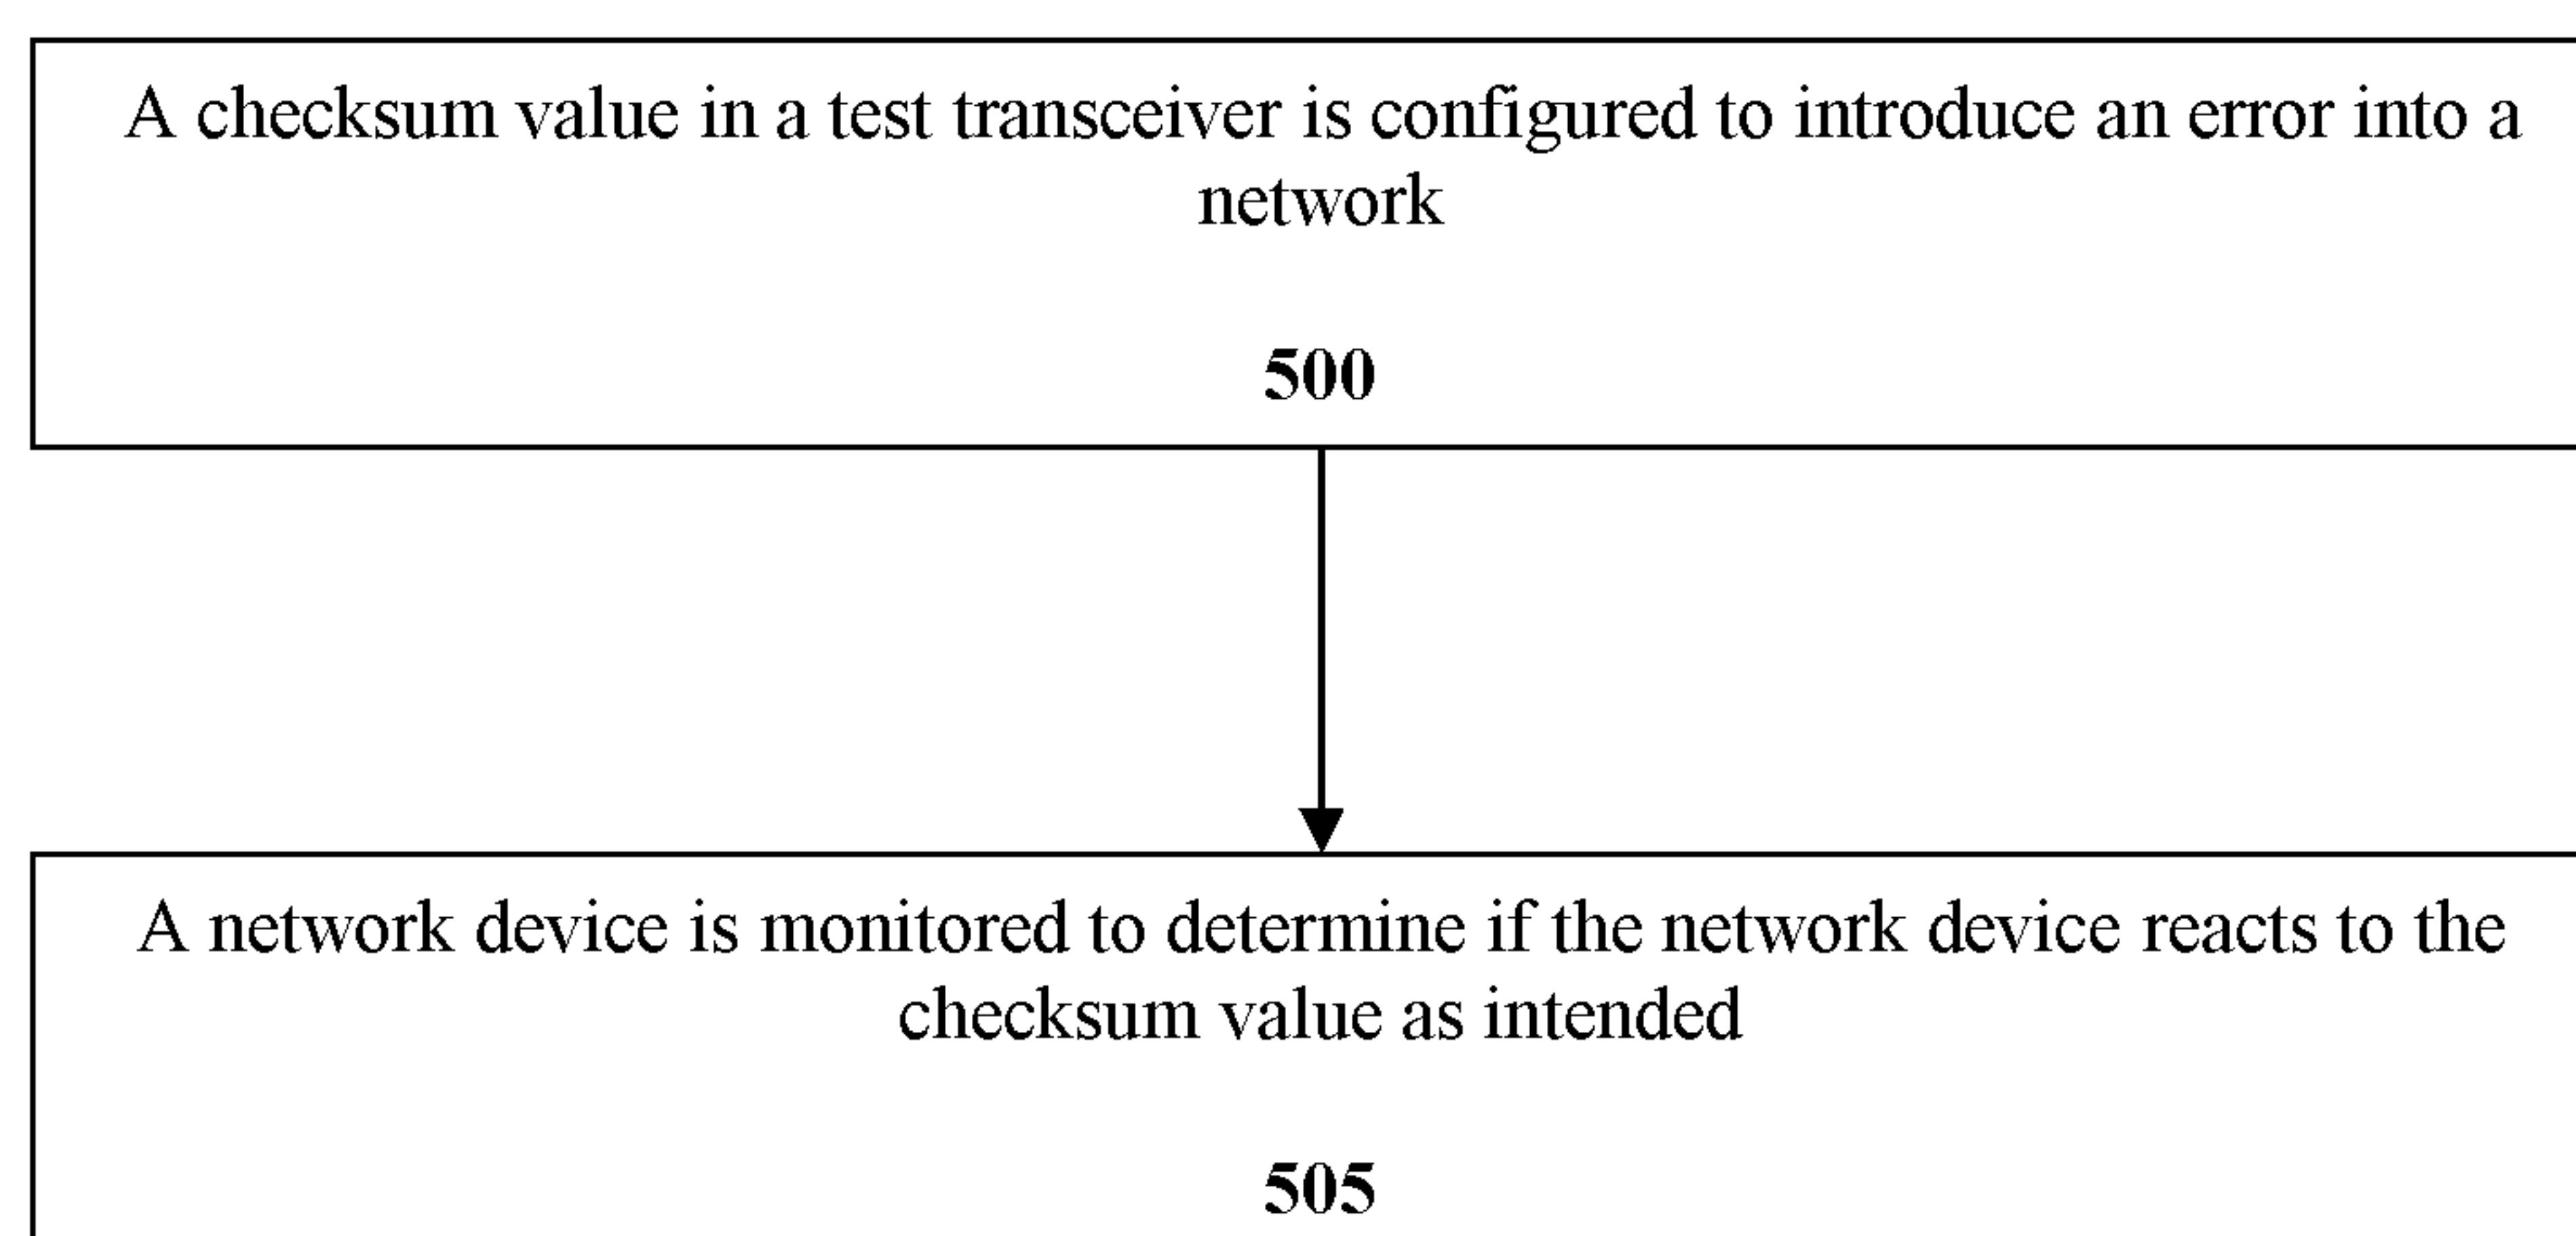 A checksum value in a test transceiver is configured to introduce an error into a
network
500
A network device is monitored to determine if the network device reacts to the
checksum value as intended
505